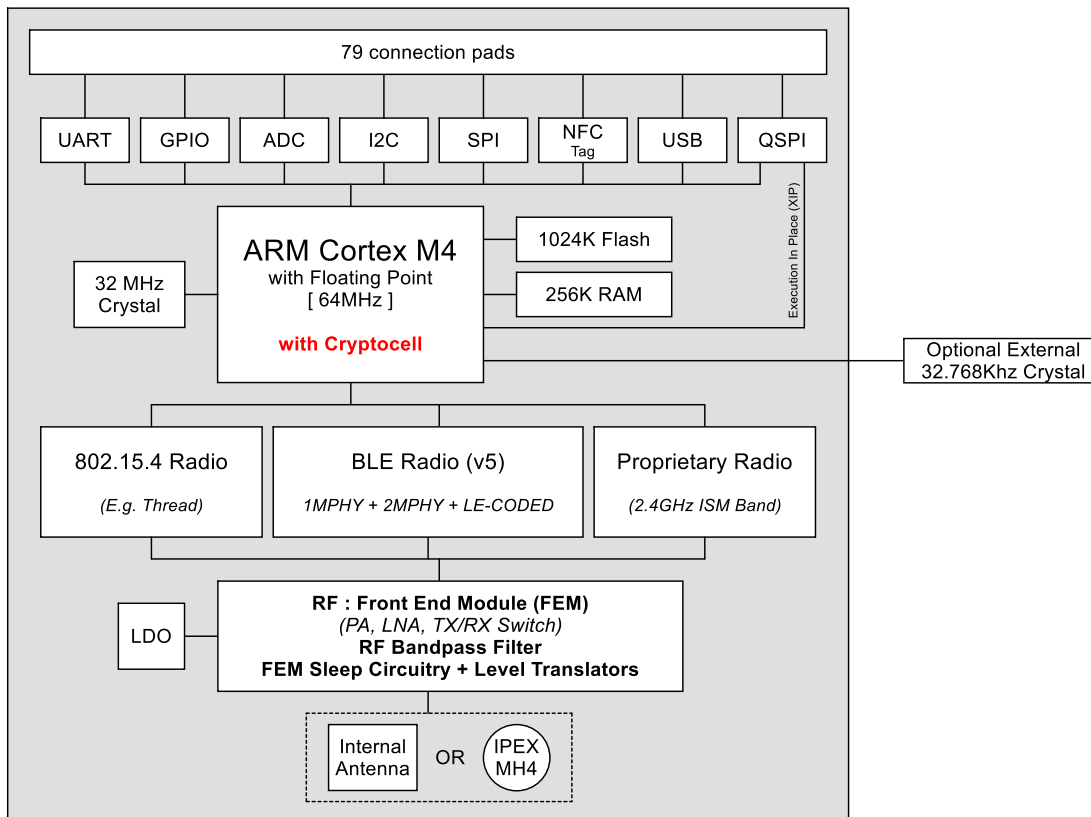 79 connection pads
UART
GPIO
ADC
I2C
SPI
NFC
Tag
USB
QSPI
Execution In Place (XIP)
ARM Cortex M4
with Floating Point
[ 64MHz ]
with Cryptocell
1024K Flash
256K RAM
32 MHz
Crystal
Optional External
32.768Khz Crystal
802.15.4 Radio
(E.g. Thread)
BLE Radio (v5)
1MPHY + 2MPHY + LE-CODED
Proprietary Radio
(2.4GHz ISM Band)
LDO
RF : Front End Module (FEM)
(PA, LNA, TX/RX Switch)
RF Bandpass Filter
FEM Sleep Circuitry + Level Translators
Internal
Antenna
OR
IPEX
MH4